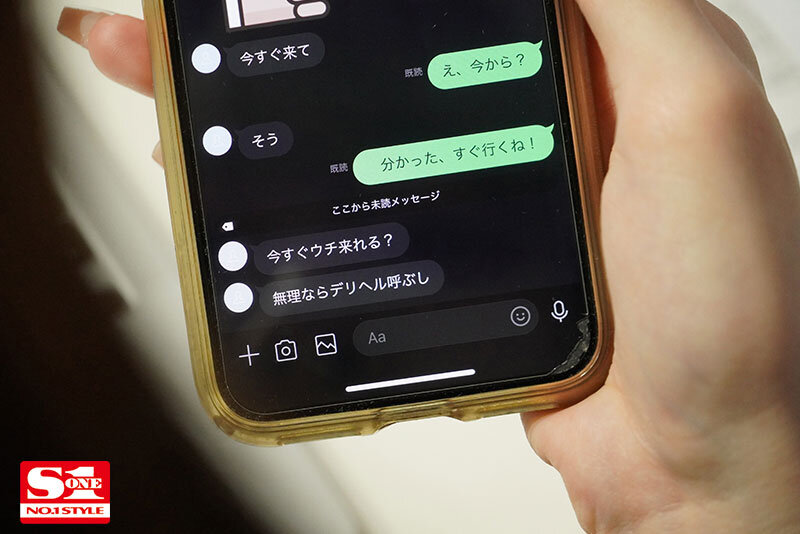 今すぐ来て
既読
え、今から？
そう
既読
分かった、すぐ行くね！
ここから未読メッセージ
今すぐウチ来れる？
無理ならデリヘル呼ぶし
Aa
S1
ONE
NO.1 STYLE